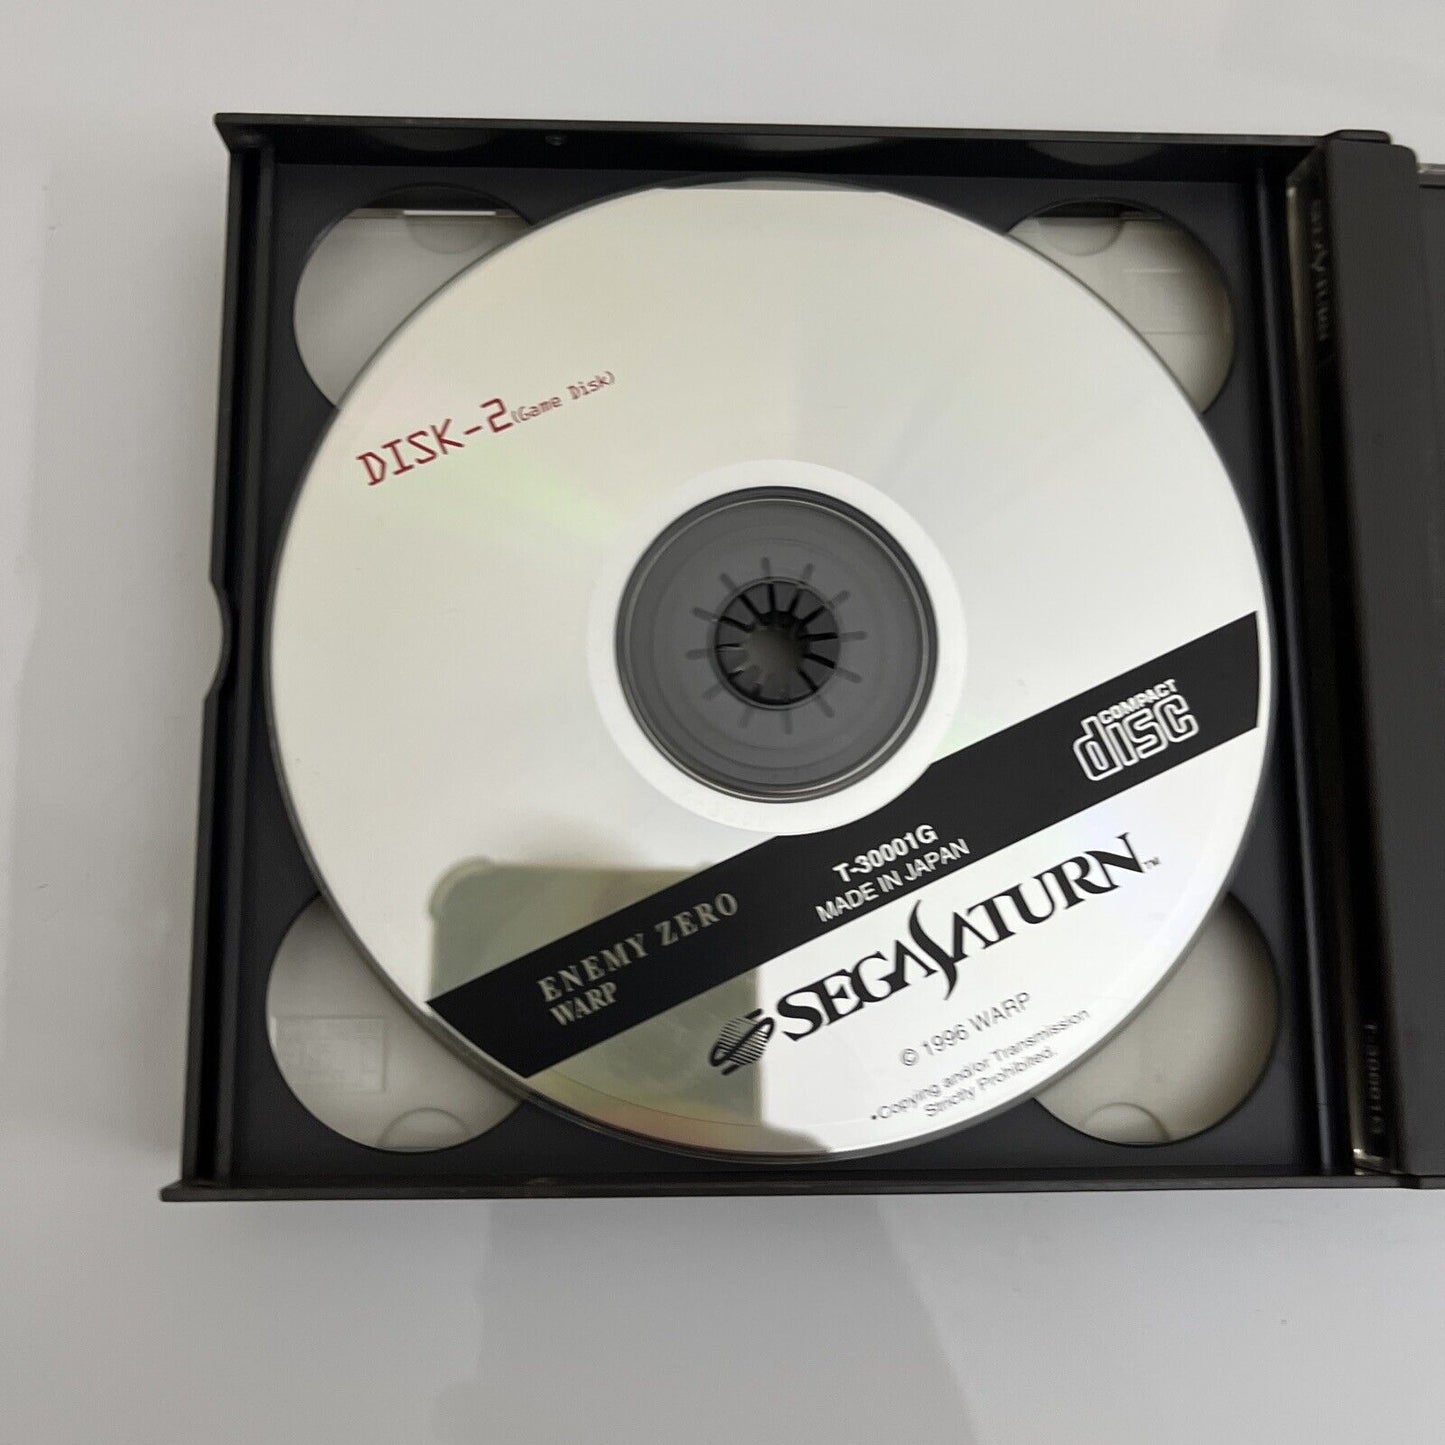 DISK-2(Game Disk)
COMPACT
disc
T-30001G
MADE IN JAPAN
ENEMY ZERO
WARP
SEGA SATURN™
© 1996 WARP
•Copying and/or Transmission
Strictly Prohibited.